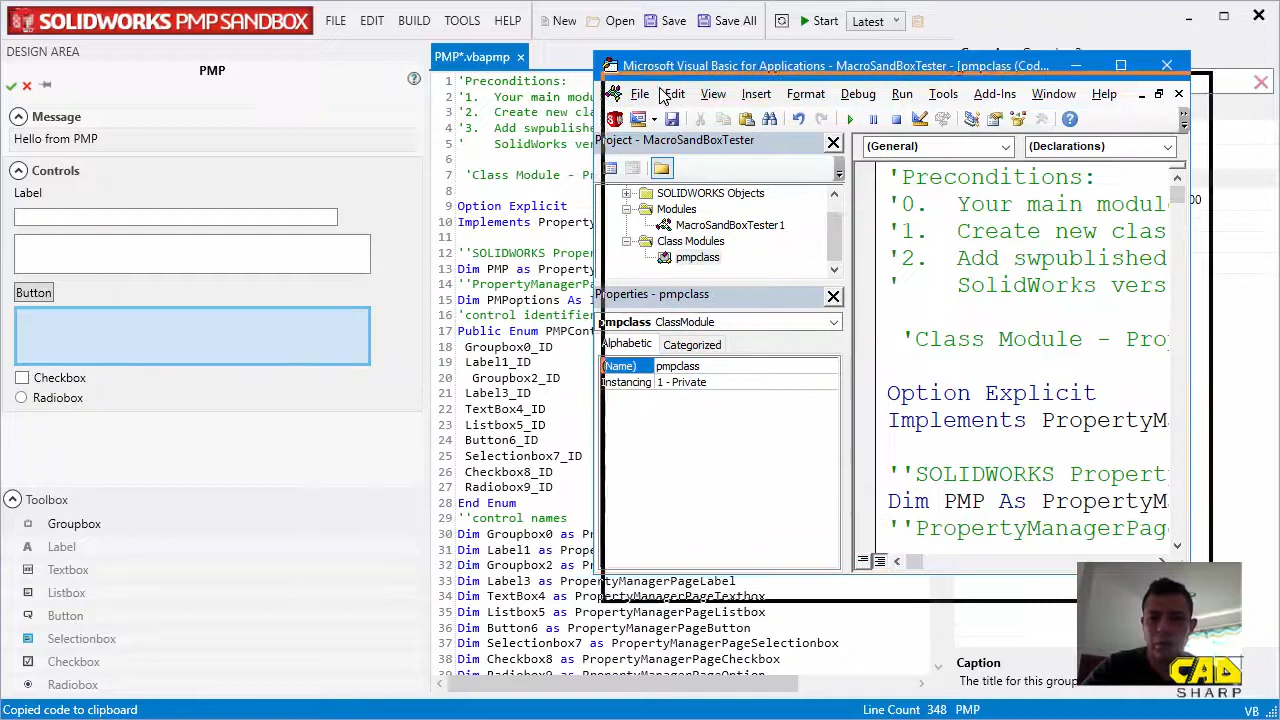 SOLIDWORKS PMP SANDBOX
FILE EDIT BUILD TOOLS HELP
New Open Save Save All Start Latest
DESIGN AREA
PMP
Message
Hello from PMP
Controls
Label
Button
Checkbox
Radiobox
Toolbox
Groupbox
Label
Textbox
Listbox
Button
Selectionbox
Checkbox
Radiobox
PMP*.vbapmp
1 'Preconditions:
2 '1. Your main modu
3 '2. Create new clas
4 '3. Add swpublishe
5 ' SolidWorks ver
6
7 'Class Module - P
8
9 Option Explicit
10 Implements Property
11
12 ''SOLIDWORKS Prope
13 Dim PMP as Property
14 ''PropertyManagerPa
15 Dim PMPoptions As I
16 'control identifier
17 Public Enum PMPCont
18 Groupbox0_ID
19 Label1_ID
20 Groupbox2_ID
21 Label3_ID
22 TextBox4_ID
23 Listbox5_ID
24 Button6_ID
25 Selectionbox7_ID
26 Checkbox8_ID
27 Radiobox9_ID
28 End Enum
29 ''control names
30 Dim Groupbox0 as Pr
31 Dim Label1 as Prope
32 Dim Groupbox2 as Pr
33 Dim Label3 as PropertyManagerPageLabel
34 Dim TextBox4 as PropertyManagerPageTextbox
35 Dim Listbox5 as PropertyManagerPageListbox
36 Dim Button6 as PropertyManagerPageButton
37 Dim Selectionbox7 as PropertyManagerPageSelectionbox
38 Dim Checkbox8 as PropertyManagerPageCheckbox
39
Microsoft Visual Basic for Applications - MacroSandBoxTester - [pmpclass (Cod...
File Edit View Insert Format Debug Run Tools Add-Ins Window Help
Project - MacroSandBoxTester
SOLIDWORKS Objects
Modules
MacroSandBoxTester1
Class Modules
pmpclass
Properties - pmpclass
pmpclass ClassModule
Alphabetic Categorized
(Name) pmpclass
Instancing 1 - Private
(General) (Declarations)
'Preconditions:
'0. Your main modul
'1. Create new clas
'2. Add swpublished
' SolidWorks vers
'Class Module - Pro
Option Explicit
Implements PropertyMa
''SOLIDWORKS Propert
Dim PMP As PropertyM
''PropertyManagerPag
00
Caption
The title for this group
CAD
SHARP
Copied code to clipboard
Line Count 348 PMP
VB